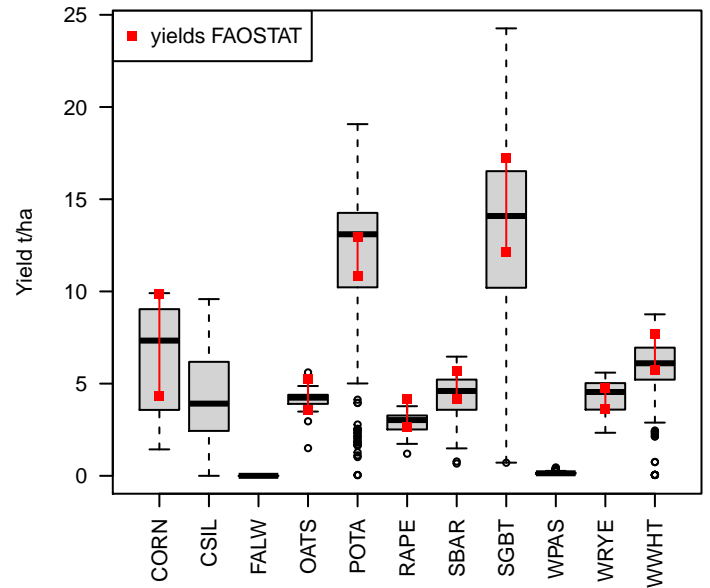 yields FAOSTAT
Yield t/ha
25
20
15
10
5
0
CORN
CSIL
FALW
OATS
POTA
RAPE
SBAR
SGBT
WPAS
WRYE
WWHT